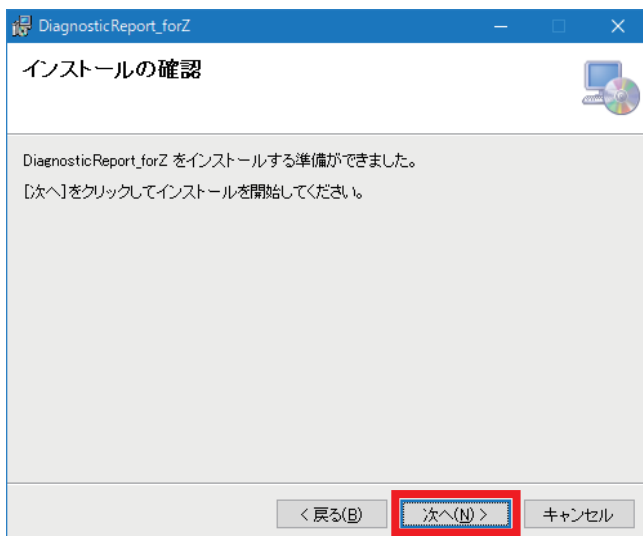 DiagnosticReport_forZ
インストールの確認
DiagnosticReport_forZ をインストールする準備ができました。
[次へ]をクリックしてインストールを開始してください。
< 戻る(B)
次へ(N) >
キャンセル